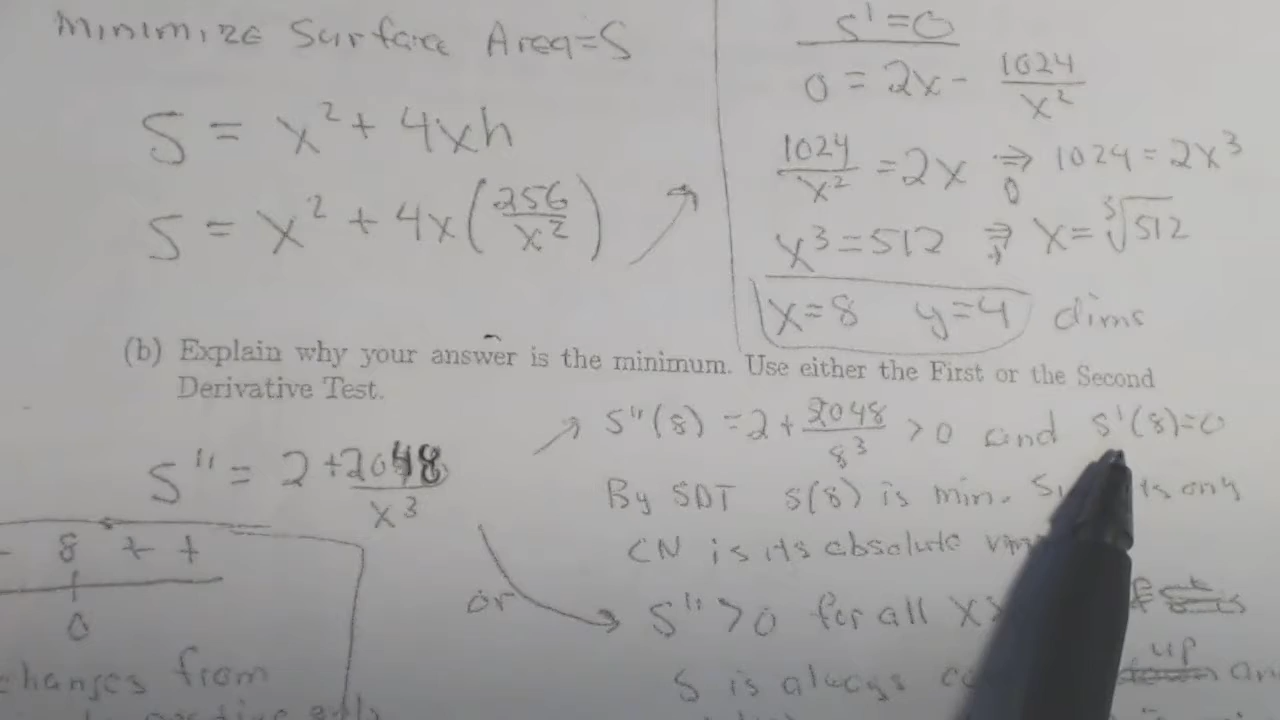 Minimize Surface Area=S
S = x² + 4xh
S = x² + 4x(256/x²)
S' = 0
0 = 2x - 1024/x²
1024/x² = 2x ⇒ 1024 = 2x³
x³ = 512 ⇒ x = ∛512
x=8 y=4 dims
(b) Explain why your answer is the minimum. Use either the First or the Second
Derivative Test.
S'' = 2 + 2048/x³
S''(8) = 2 + 2048/8³ > 0 and S'(8)=0
By SDT S(8) is min. only
CN is its absolute
or
S'' > 0 for all x
S is always up
- 8 + +
0
changes from